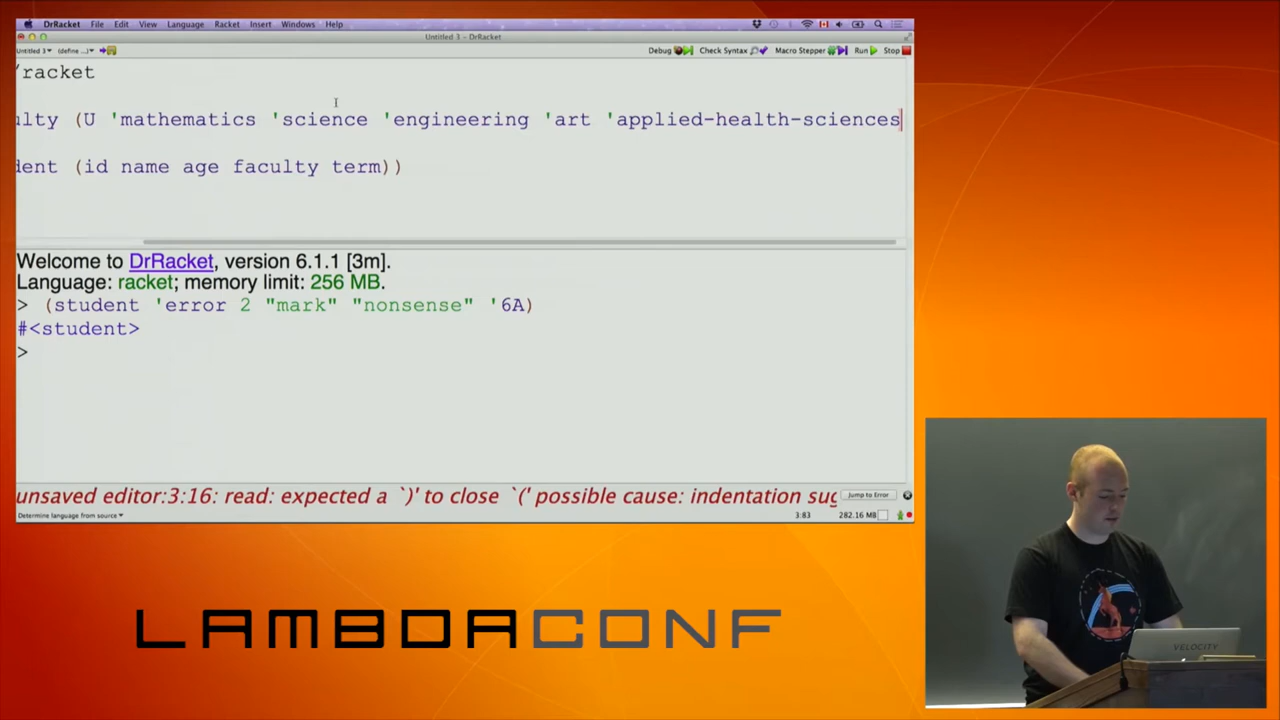 DrRacket File Edit View Language Racket Insert Windows Help
Untitled 3 - DrRacket
Untitled 3 (define ...) Debug Check Syntax Macro Stepper Run Stop
/racket
ulty (U 'mathematics 'science 'engineering 'art 'applied-health-sciences
dent (id name age faculty term))
Welcome to DrRacket, version 6.1.1 [3m].
Language: racket; memory limit: 256 MB.
> (student 'error 2 "mark" "nonsense" '6A)
#<student>
>
unsaved editor:3:16: read: expected a `)' to close `(' possible cause: indentation sug Jump to Error
Determine language from source 3:83 282.16 MB
VELOCITY
LAMBDACONF